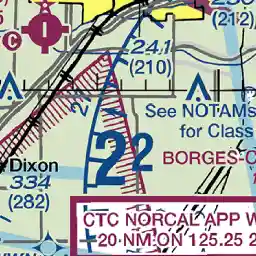 C
I
241
(210)
See NOTAMs
for Class
BORGES-C
Dixon
334
(282)
22
CTC NORCAL APP W
20 NM ON 125.25 2